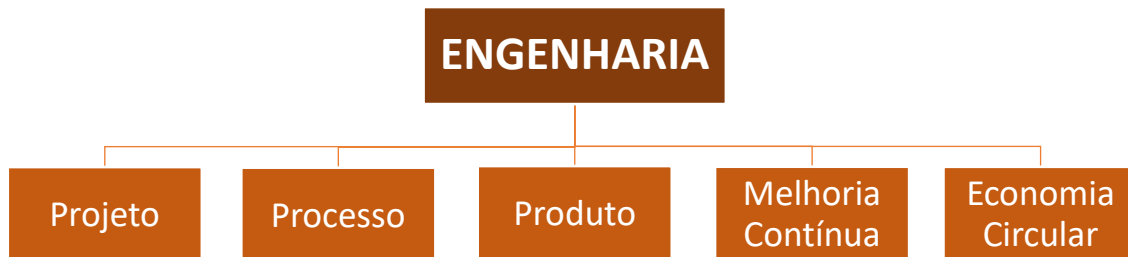 ENGENHARIA
Projeto
Processo
Produto
Melhoria
Contínua
Economia
Circular